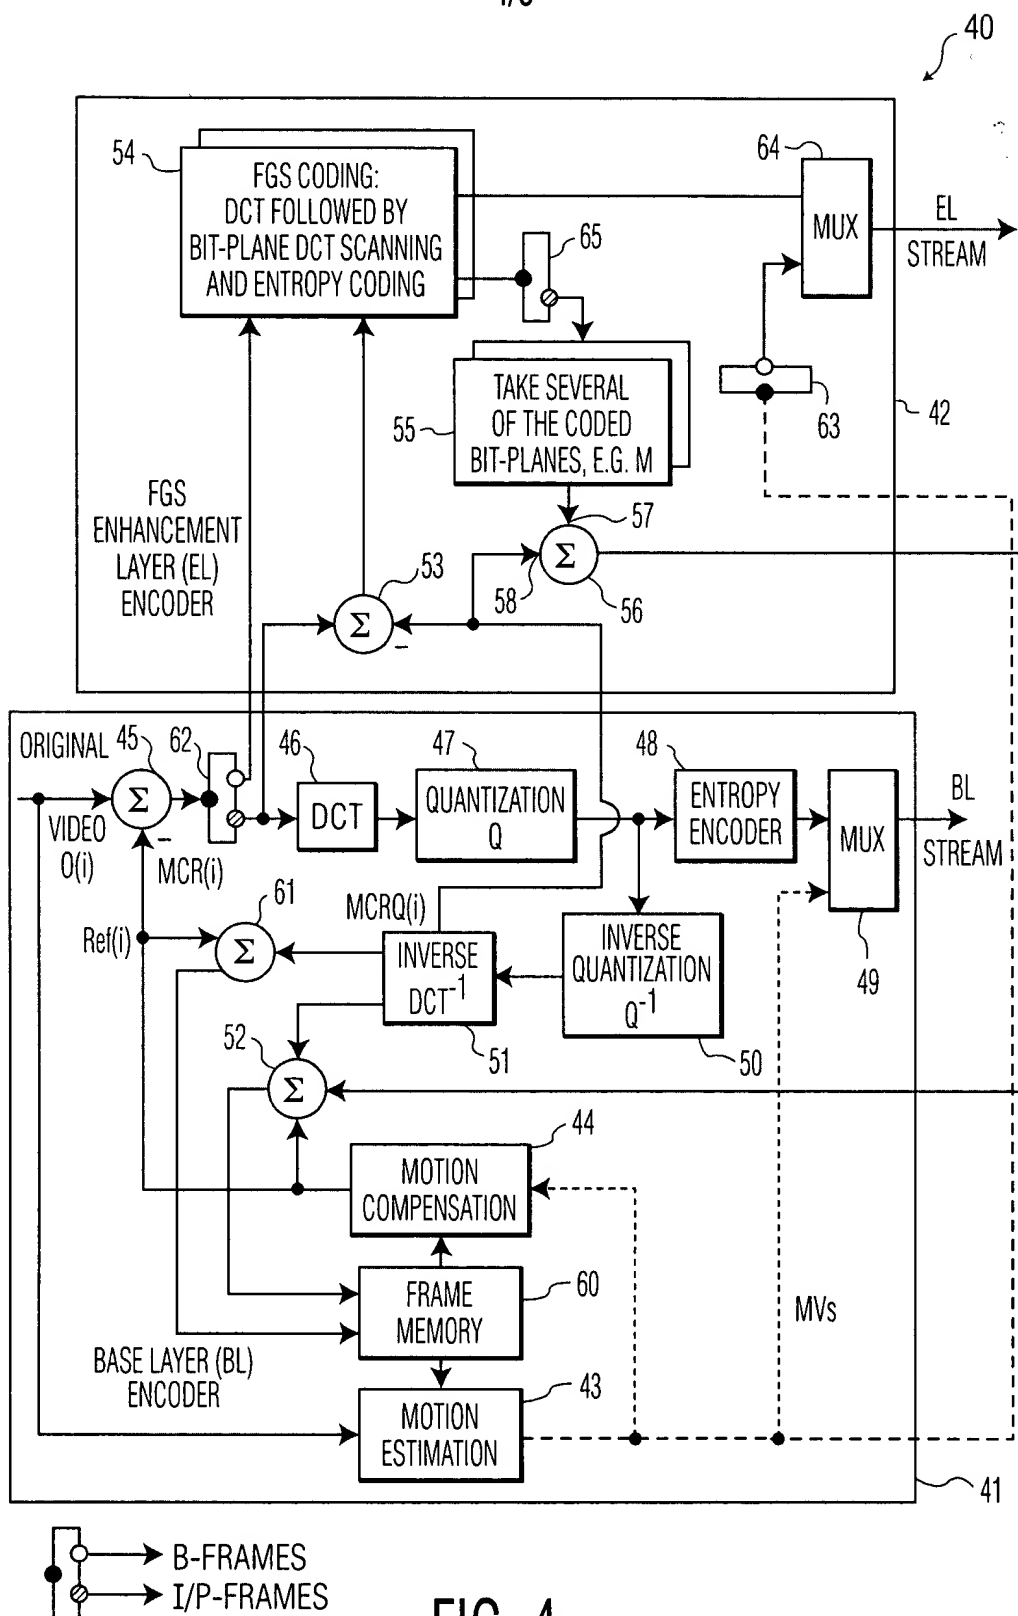 40
54
FGS CODING:
DCT FOLLOWED BY
BIT-PLANE DCT SCANNING
AND ENTROPY CODING
64
MUX
EL
STREAM
65
TAKE SEVERAL
OF THE CODED
BIT-PLANES, E.G. M
55
63
42
FGS
ENHANCEMENT
LAYER (EL)
ENCODER
57
53
Σ
58
56
Σ
-
ORIGINAL
45
62
46
47
48
Σ
DCT
QUANTIZATION
Q
ENTROPY
ENCODER
MUX
BL
STREAM
VIDEO
O(i)
-
MCR(i)
61
MCRQ(i)
49
Ref(i)
Σ
INVERSE
DCT-1
INVERSE
QUANTIZATION
Q-1
52
51
50
Σ
44
MOTION
COMPENSATION
60
FRAME
MEMORY
MVs
BASE LAYER (BL)
ENCODER
43
MOTION
ESTIMATION
41
B-FRAMES
I/P-FRAMES
FIG. 4